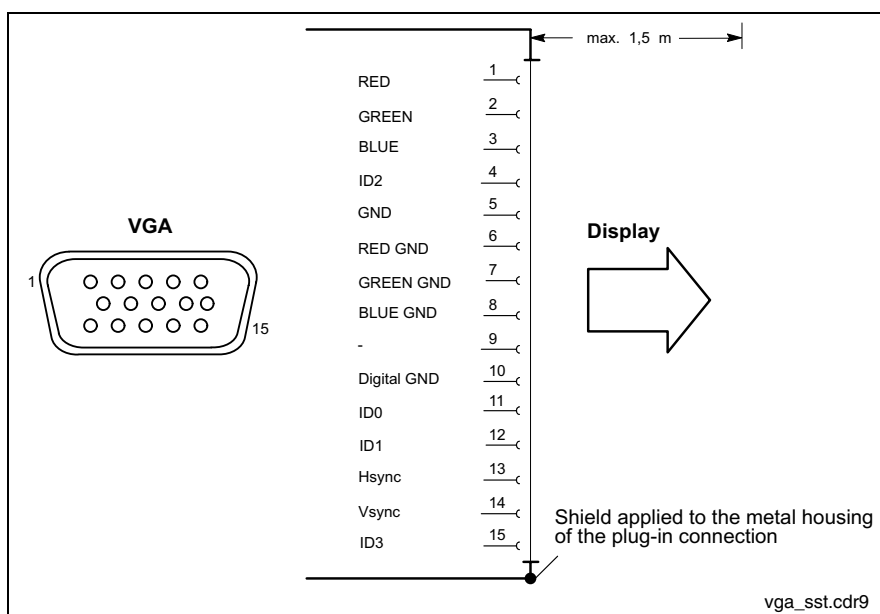 max. 1,5 m
RED 1
GREEN 2
BLUE 3
ID2 4
GND 5
RED GND 6
GREEN GND 7
BLUE GND 8
- 9
Digital GND 10
ID0 11
ID1 12
Hsync 13
Vsync 14
ID3 15
VGA
1
15
Display
Shield applied to the metal housing
of the plug-in connection
vga_sst.cdr9